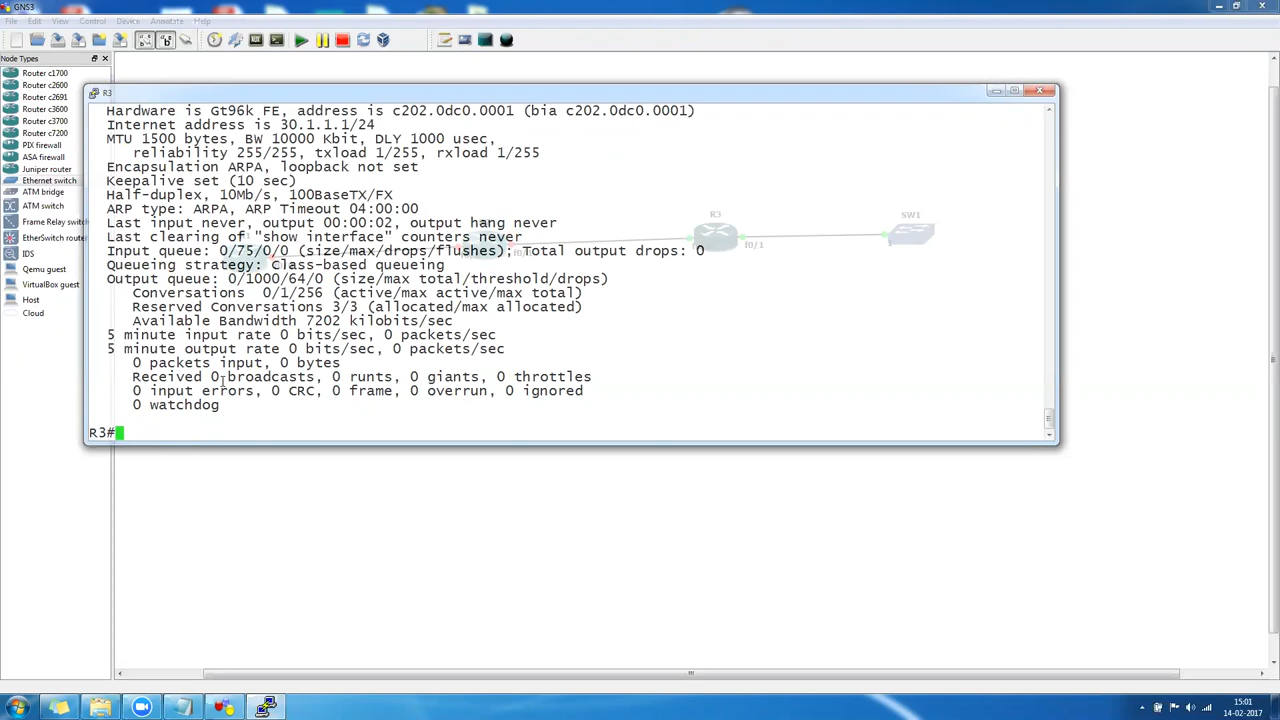 GNS3
File Edit View Control Device Annotate Help
Node Types
Router c1700
Router c2600
Router c2691
Router c3600
Router c3700
Router c7200
PIX firewall
ASA firewall
Juniper router
Ethernet switch
ATM bridge
ATM switch
Frame Relay switch
EtherSwitch router
IDS
Qemu guest
VirtualBox guest
Host
Cloud
R3
Hardware is Gt96k FE, address is c202.0dc0.0001 (bia c202.0dc0.0001)
Internet address is 30.1.1.1/24
MTU 1500 bytes, BW 10000 Kbit, DLY 1000 usec,
reliability 255/255, txload 1/255, rxload 1/255
Encapsulation ARPA, loopback not set
Keepalive set (10 sec)
Half-duplex, 10Mb/s, 100BaseTX/FX
ARP type: ARPA, ARP Timeout 04:00:00
Last input never, output 00:00:02, output hang never
Last clearing of "show interface" counters never
Input queue: 0/75/0/0 (size/max/drops/flushes); Total output drops: 0
Queueing strategy: Class-based queueing
Output queue: 0/1000/64/0 (size/max total/threshold/drops)
Conversations 0/1/256 (active/max active/max total)
Reserved Conversations 3/3 (allocated/max allocated)
Available Bandwidth 7202 kilobits/sec
5 minute input rate 0 bits/sec, 0 packets/sec
5 minute output rate 0 bits/sec, 0 packets/sec
0 packets input, 0 bytes
Received 0 broadcasts, 0 runts, 0 giants, 0 throttles
0 input errors, 0 CRC, 0 frame, 0 overrun, 0 ignored
0 watchdog
R3#
R3
f0/1
SW1
15:01
14-02-2017